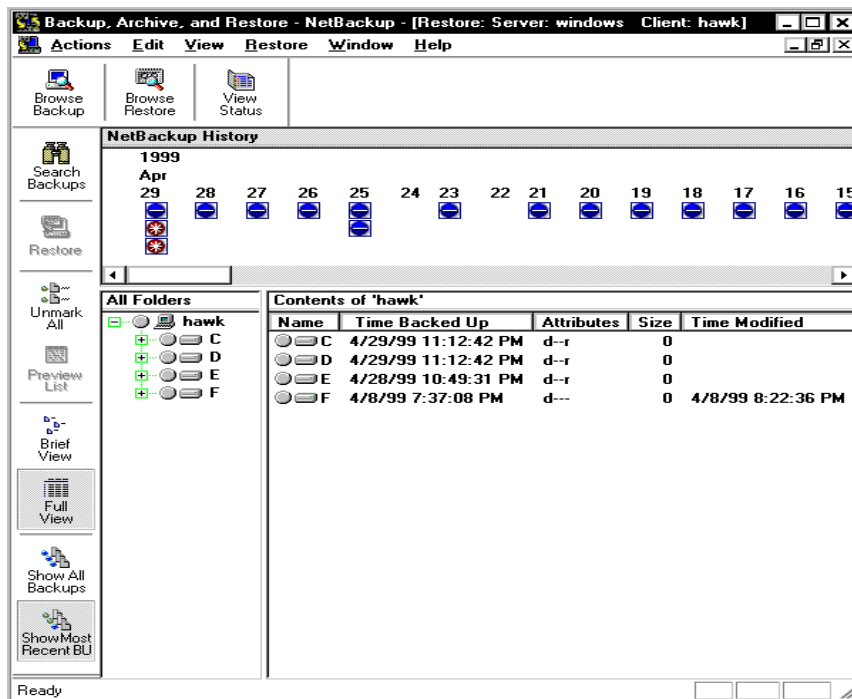 Backup, Archive, and Restore - NetBackup - [Restore: Server: windows   Client: hawk]
Actions Edit View Restore Window Help
Browse Backup
Browse Restore
View Status
Search Backups
Restore
Unmark All
Preview List
Brief View
Full View
Show All Backups
Show Most Recent BU
NetBackup History
1999
Apr
29 28 27 26 25 24 23 22 21 20 19 18 17 16 15
All Folders
hawk
C
D
E
F
Contents of 'hawk'
Name Time Backed Up Attributes Size Time Modified
C 4/29/99 11:12:42 PM d--r 0
D 4/29/99 11:12:42 PM d--r 0
E 4/28/99 10:49:31 PM d--r 0
F 4/8/99 7:37:08 PM d--- 0 4/8/99 8:22:36 PM
Ready